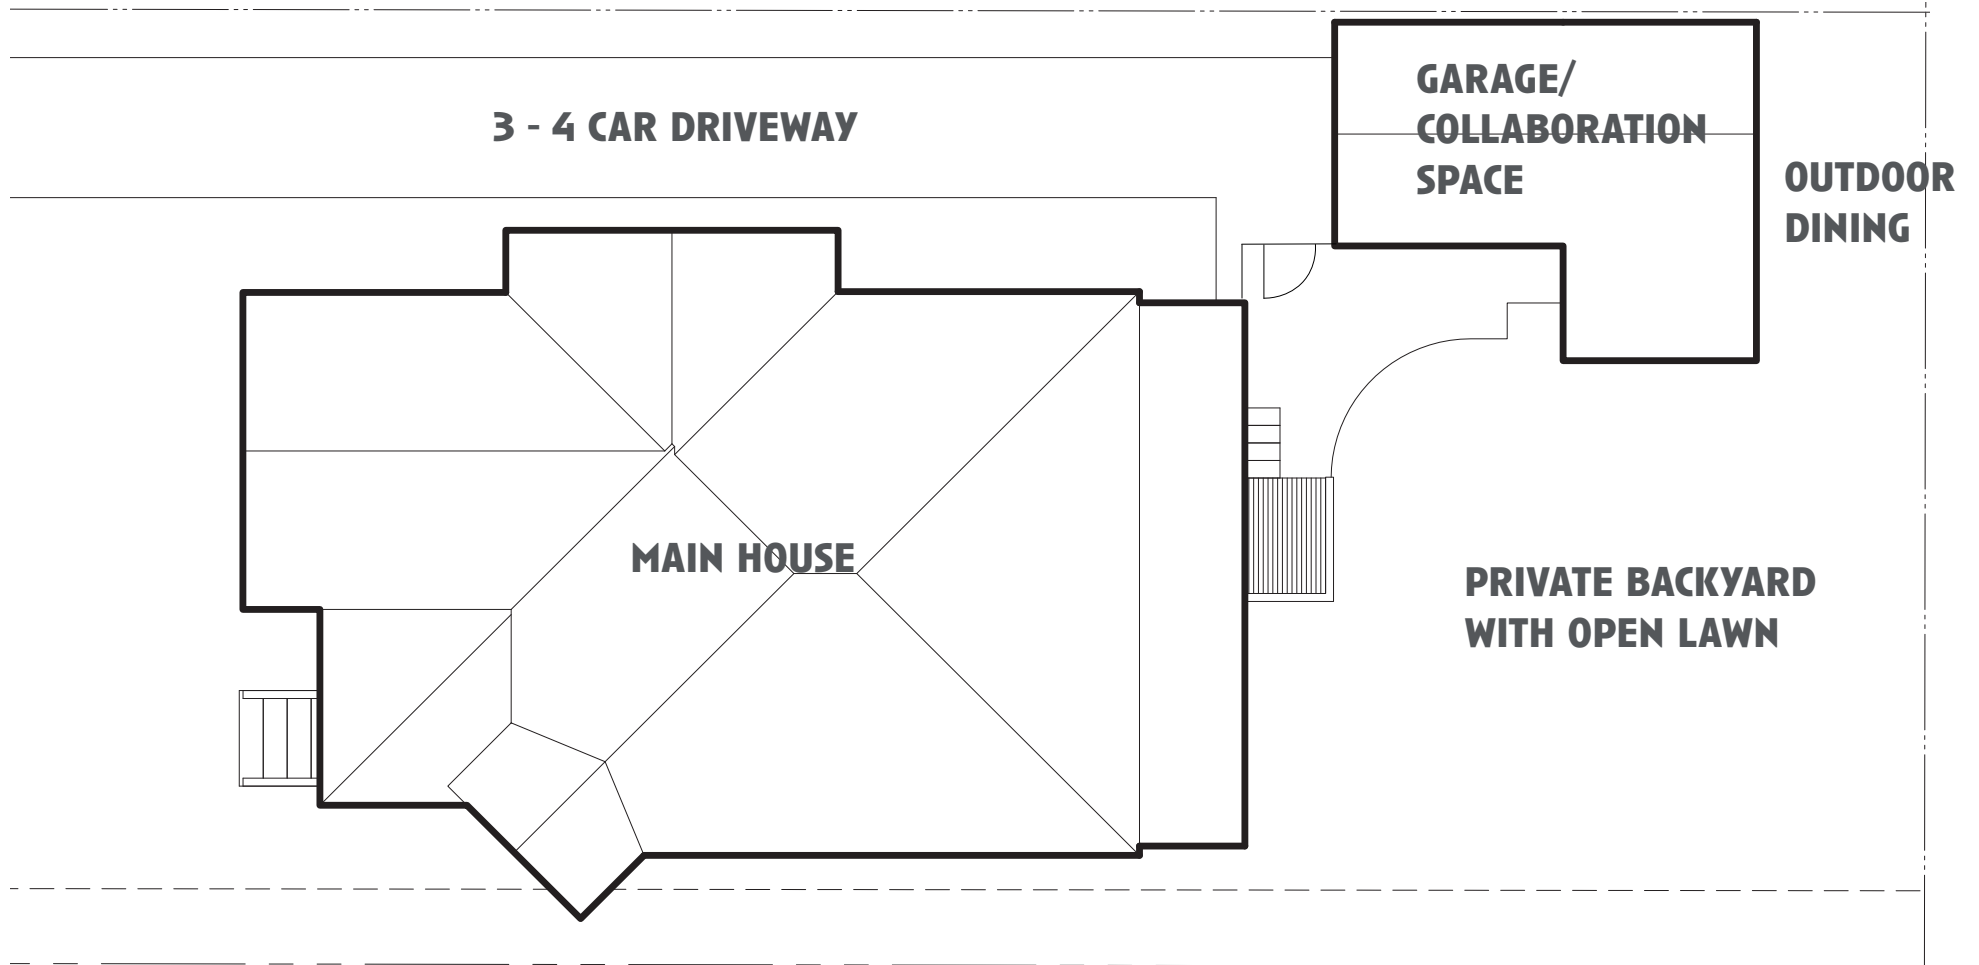 3 - 4 CAR DRIVEWAY
GARAGE/
COLLABORATION
SPACE
OUTDOOR
DINING
MAIN HOUSE
PRIVATE BACKYARD
WITH OPEN LAWN